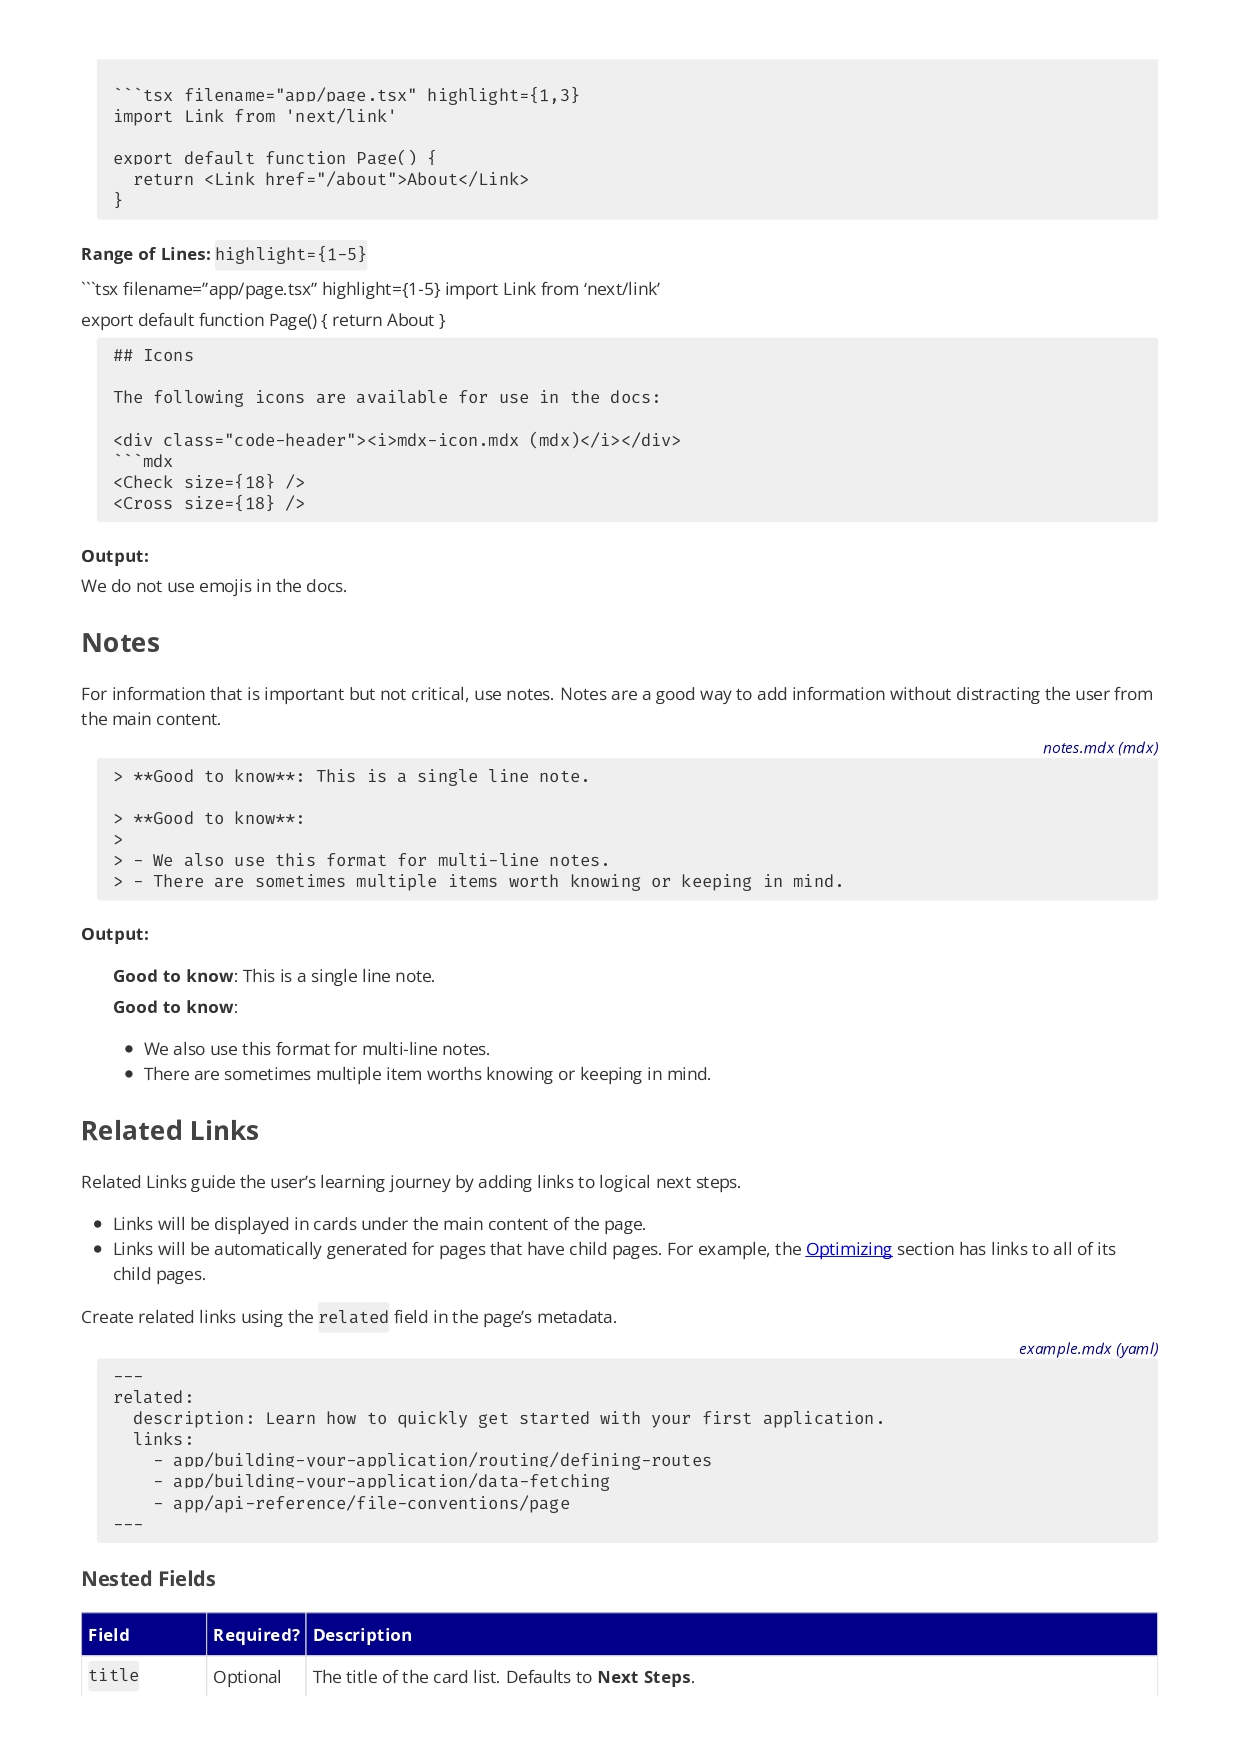 ```tsx filename="app/page.tsx" highlight={1,3}
import Link from 'next/link'

export default function Page() {
  return <Link href="/about">About</Link>
}
Range of Lines: highlight={1-5}
```tsx filename=”app/page.tsx” highlight={1-5} import Link from ‘next/link’
export default function Page() { return About }
## Icons

The following icons are available for use in the docs:

<div class="code-header"><i>mdx-icon.mdx (mdx)</i></div>
```mdx
<Check size={18} />
<Cross size={18} />
Output:
We do not use emojis in the docs.
Notes
For information that is important but not critical, use notes. Notes are a good way to add information without distracting the user from
the main content.
notes.mdx (mdx)
> **Good to know**: This is a single line note.

> **Good to know**:
>
> - We also use this format for multi-line notes.
> - There are sometimes multiple items worth knowing or keeping in mind.
Output:
Good to know: This is a single line note.
Good to know:
● We also use this format for multi-line notes.
● There are sometimes multiple item worths knowing or keeping in mind.
Related Links
Related Links guide the user’s learning journey by adding links to logical next steps.
● Links will be displayed in cards under the main content of the page.
● Links will be automatically generated for pages that have child pages. For example, the Optimizing section has links to all of its
child pages.
Create related links using the related field in the page’s metadata.
example.mdx (yaml)
---
related:
  description: Learn how to quickly get started with your first application.
  links:
    - app/building-your-application/routing/defining-routes
    - app/building-your-application/data-fetching
    - app/api-reference/file-conventions/page
---
Nested Fields
Field Required? Description
title Optional The title of the card list. Defaults to Next Steps.